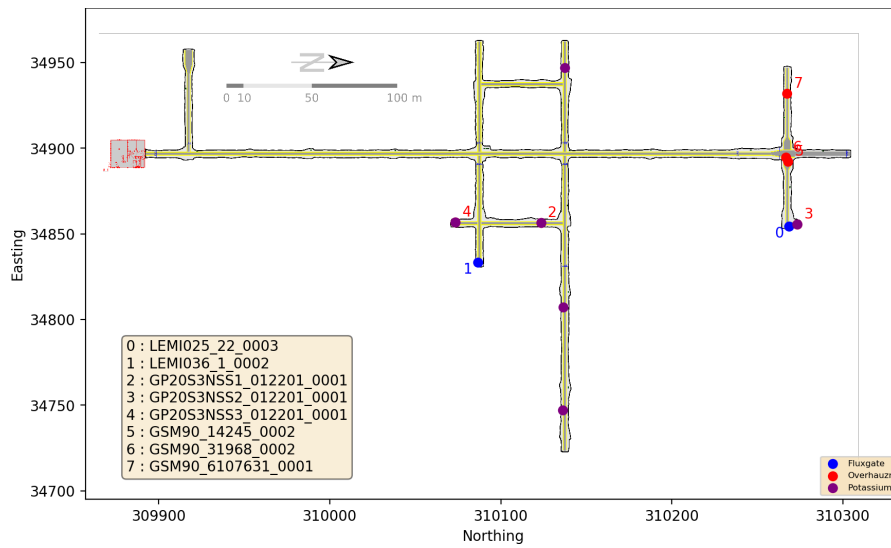 34950
34900
34850
34800
34750
34700
Easting
N
0 10 50 100 m
7
6
5
4
2
3
0
1
0 : LEMI025_22_0003
1 : LEMI036_1_0002
2 : GP20S3NSS1_012201_0001
3 : GP20S3NSS2_012201_0001
4 : GP20S3NSS3_012201_0001
5 : GSM90_14245_0002
6 : GSM90_31968_0002
7 : GSM90_6107631_0001
Fluxgate
Overhauzr
Potassium
309900 310000 310100 310200 310300
Northing